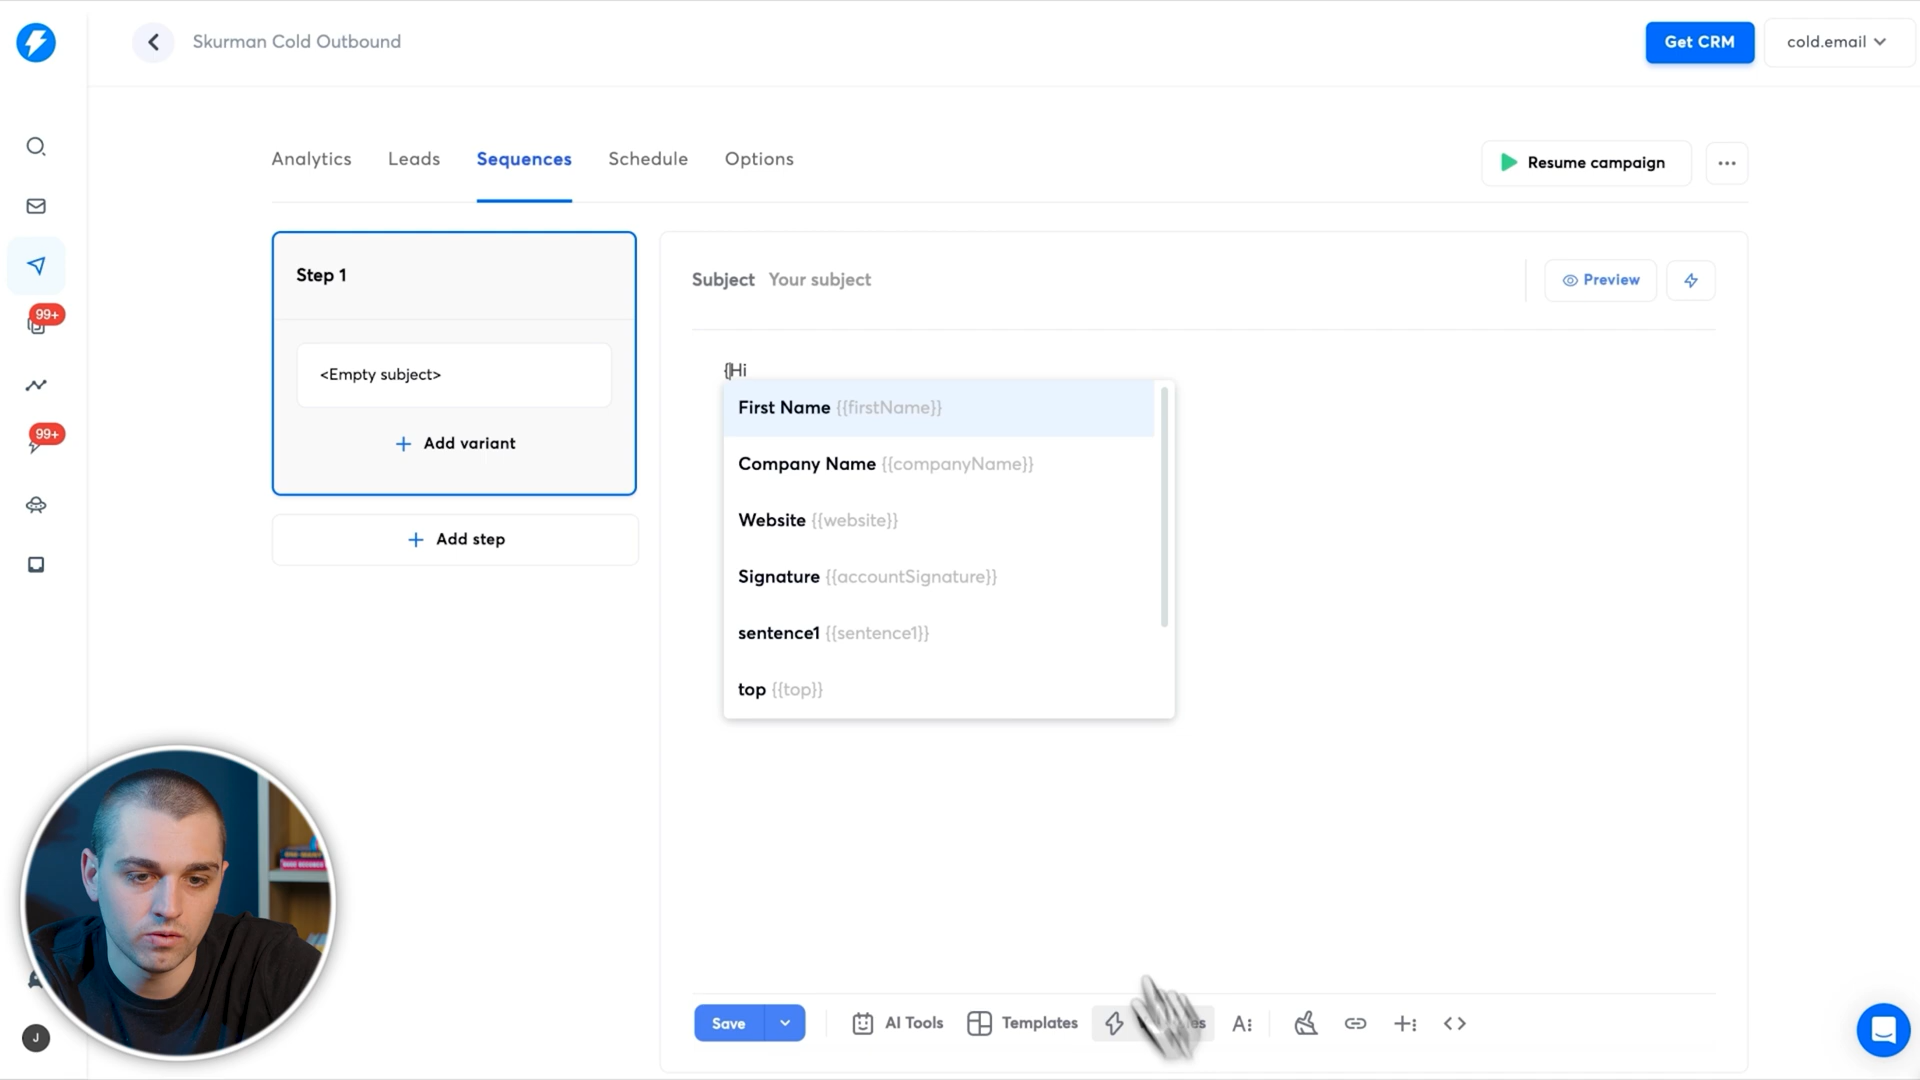 Skurman Cold Outbound
Get CRM
cold.email
Analytics
Leads
Sequences
Schedule
Options
Resume campaign
99+
99+
Step 1
<Empty subject>
Add variant
Add step
Subject Your subject
Preview
{Hi
First Name {{firstName}}
Company Name {{companyName}}
Website {{website}}
Signature {{accountSignature}}
sentence1 {{sentence1}}
top {{top}}
Save
AI Tools
Templates
J